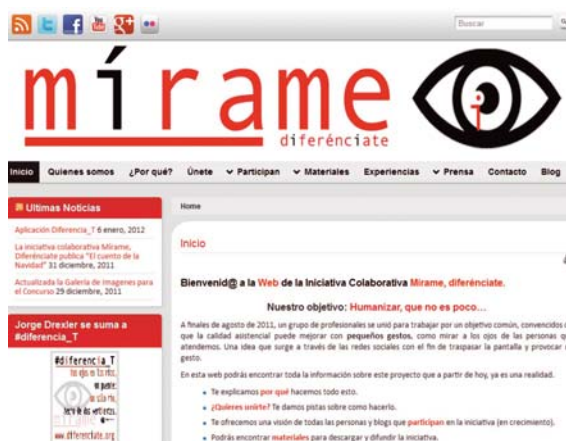 Buscar
mírame
diferénciate
Inicio Quienes somos ¿Por qué? Únete Participan Materiales Experiencias Prensa Contacto Blog
Ultimas Noticias
Aplicación Diferencia_T 6 enero, 2012
La iniciativa colaborativa Mírame,
Diferénciate publica "El cuento de la
Navidad" 31 diciembre, 2011
Actualizada la Galería de Imagenes para
el Concurso 29 diciembre, 2011
Jorge Drexler se suma a
#diferencia_T
#diferencia_T
www.diferenciate.org
Home
Inicio
Bienvenid@ a la Web de la Iniciativa Colaborativa Mírame, diferénciate.
Nuestro objetivo: Humanizar, que no es poco...
A finales de agosto de 2011, un grupo de profesionales se unió para trabajar por un objetivo común, convencidos
que la calidad asistencial puede mejorar con pequeños gestos, como mirar a los ojos de las personas
atendemos. Una idea que surge a través de las redes sociales con el fin de traspasar la pantalla y provocar
gesto.
En esta web podrás encontrar toda la información sobre este proyecto que a partir de hoy, ya es una realidad.
Te explicamos por qué hacemos todo esto.
¿Quieres unirte? Te damos pistas sobre como hacerlo.
Te ofrecemos una visión de todas las personas y blogs que participan en la iniciativa (en crecimiento).
Podrás encontrar materiales para descargar y difundir la iniciativa.